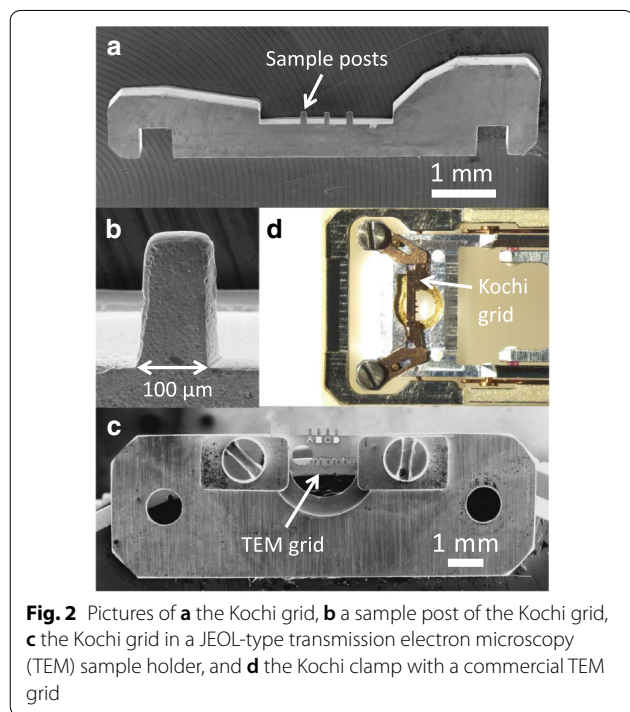 a
Sample posts
1 mm
b
100 µm
d
Kochi
grid
c
ABCD
mniprobe
TEM grid
1 mm
Fig. 2 Pictures of a the Kochi grid, b a sample post of the Kochi grid,
c the Kochi grid in a JEOL-type transmission electron microscopy
(TEM) sample holder, and d the Kochi clamp with a commercial TEM
grid